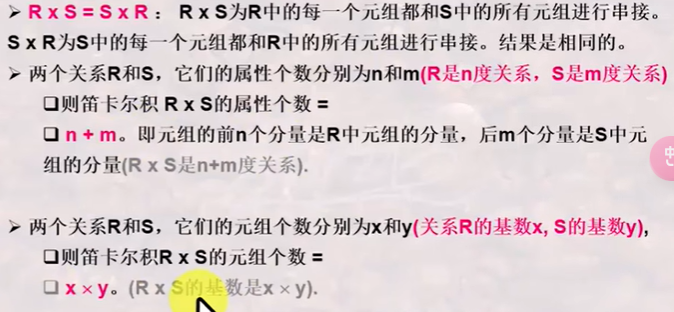 ➢ R x S = S x R： R x S为R中的每一个元组都和S中的所有元组进行串接。
S x R为S中的每一个元组都和R中的所有元组进行串接。结果是相同的。
➢ 两个关系R和S，它们的属性个数分别为n和m(R是n度关系，S是m度关系)
❑则笛卡尔积 R x S的属性个数 =
❑ n + m。即元组的前n个分量是R中元组的分量，后m个分量是S中元
组的分量(R x S是n+m度关系).
➢ 两个关系R和S，它们的元组个数分别为x和y(关系R的基数x, S的基数y),
❑则笛卡尔积R x S的元组个数 =
❑ x × y。(R x S的基数是x × y).
中